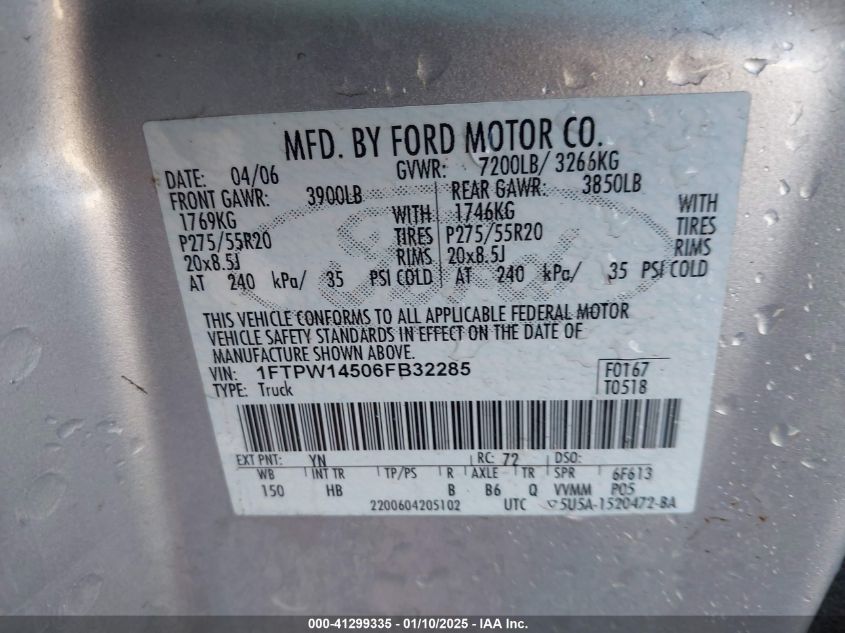 MFD. BY FORD MOTOR CO.
DATE: 04/06 GVWR: 7200LB/ 3266KG
FRONT GAWR: 3900LB REAR GAWR: 3850LB
1769KG WITH 1746KG WITH
P275/55R20 TIRES P275/55R20 TIRES
20x8.5J RIMS 20x8.5J RIMS
AT 240 kPa/ 35 PSI COLD AT 240 kPa/ 35 PSI COLD
THIS VEHICLE CONFORMS TO ALL APPLICABLE FEDERAL MOTOR
VEHICLE SAFETY STANDARDS IN EFFECT ON THE DATE OF
MANUFACTURE SHOWN ABOVE.
VIN: 1FTPW14506FB32285 F0167
TYPE: Truck T0518
EXT PNT: YN RC: 72 DSO:
WB INT TR TP/PS R AXLE TR SPR 6F613
150 HB B B6 Q VVMM PO5
2200604205102 UTC ▽5U5A-1520472-BA
000-41299335 - 01/10/2025 - IAA Inc.